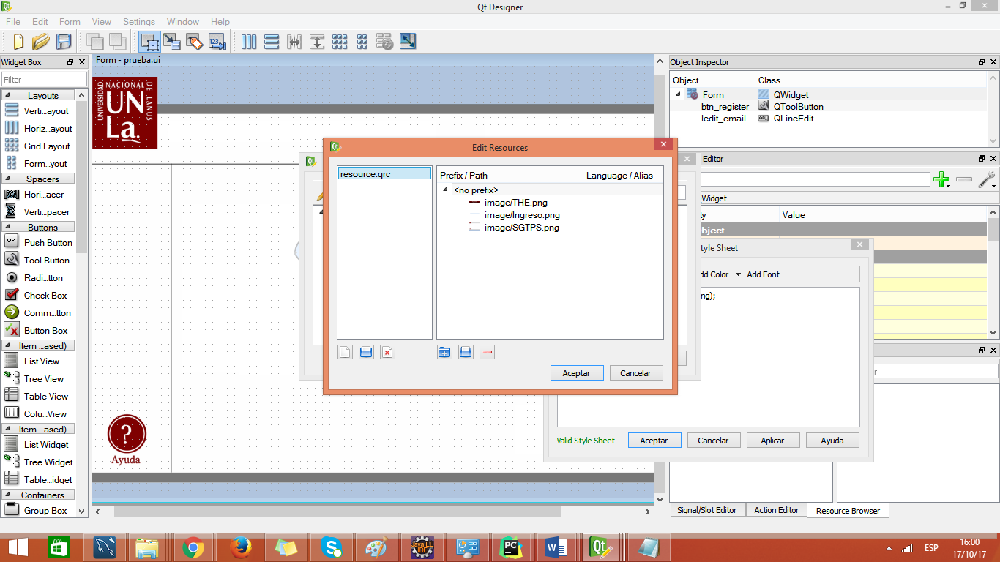 Qt Designer
File Edit Form View Settings Window Help
Widget Box
Filter
Layouts
Verti...ayout
Horiz...ayout
Grid Layout
Form...yout
Spacers
Hori...acer
Verti...pacer
Buttons
OK Push Button
Tool Button
Radi...tton
Check Box
Comm...tton
Button Box
Item ...ased)
List View
Tree View
Table View
Colu...View
Item ...ased)
List Widget
Tree Widget
Table...idget
Containers
Group Box
Form - prueba.ui
UNIVERSIDAD NACIONAL DE LANUS
UN
La.
?
Ayuda
Edit Resources
resource.qrc
Prefix / Path Language / Alias
<no prefix>
image/THE.png
image/Ingreso.png
image/SGTPS.png
Aceptar Cancelar
Object Inspector
Object Class
Form QWidget
btn_register QToolButton
ledit_email QLineEdit
Editor
Widget
y Value
bject
tyle Sheet
dd Color Add Font
ng);
Valid Style Sheet Aceptar Cancelar Aplicar Ayuda
r
Signal/Slot Editor Action Editor Resource Browser
Java EE
IDE
PC
W
Qt
ESP
16:00
17/10/17